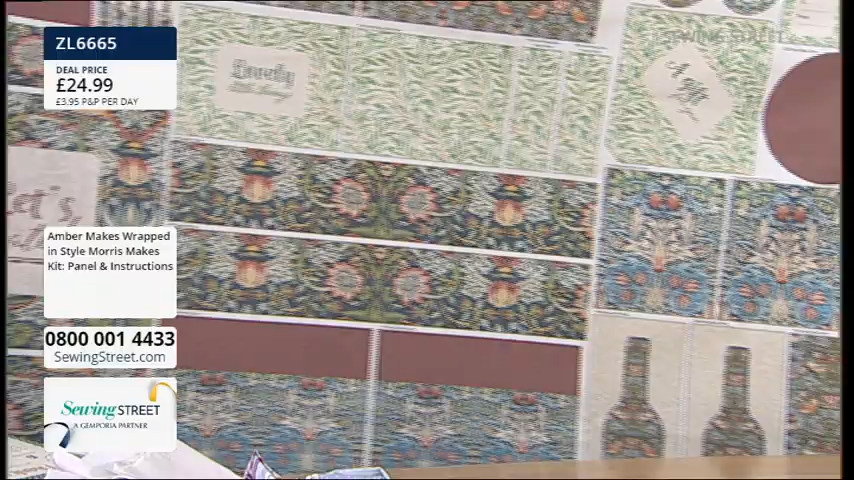 ZL6665
DEAL PRICE
£24.99
£3.95 P&P PER DAY
SEWING STREET
Amber Makes Wrapped
in Style Morris Makes
Kit: Panel & Instructions
0800 001 4433
SewingStreet.com
Sewing STREET
A GEMPORIA PARTNER